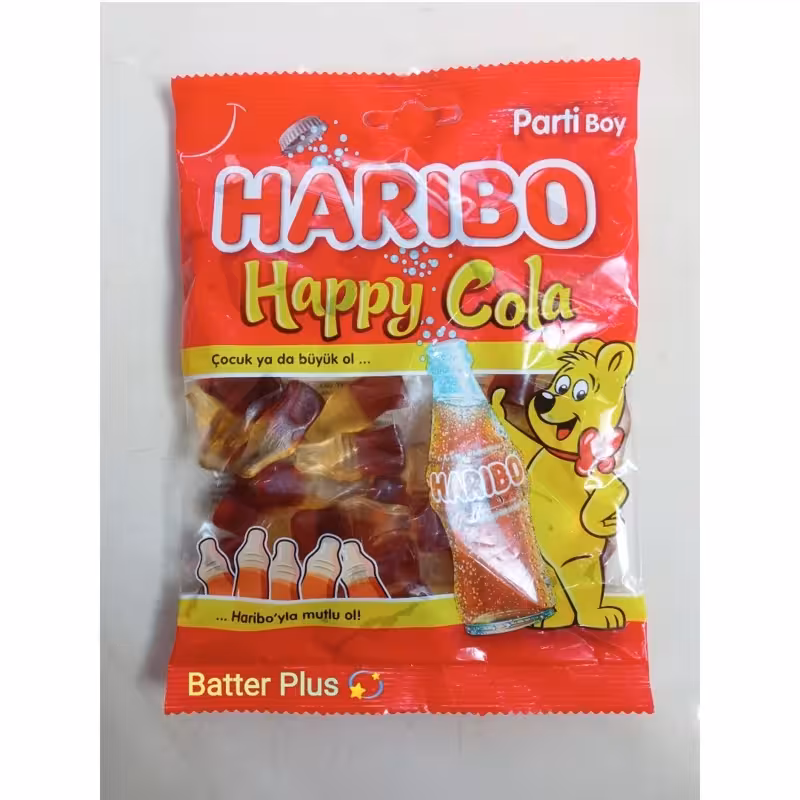 Parti Boy
HARIBO
Happy Cola
Çocuk ya da büyük ol ...
HARIBO
... Haribo'yla mutlu ol!
Batter Plus